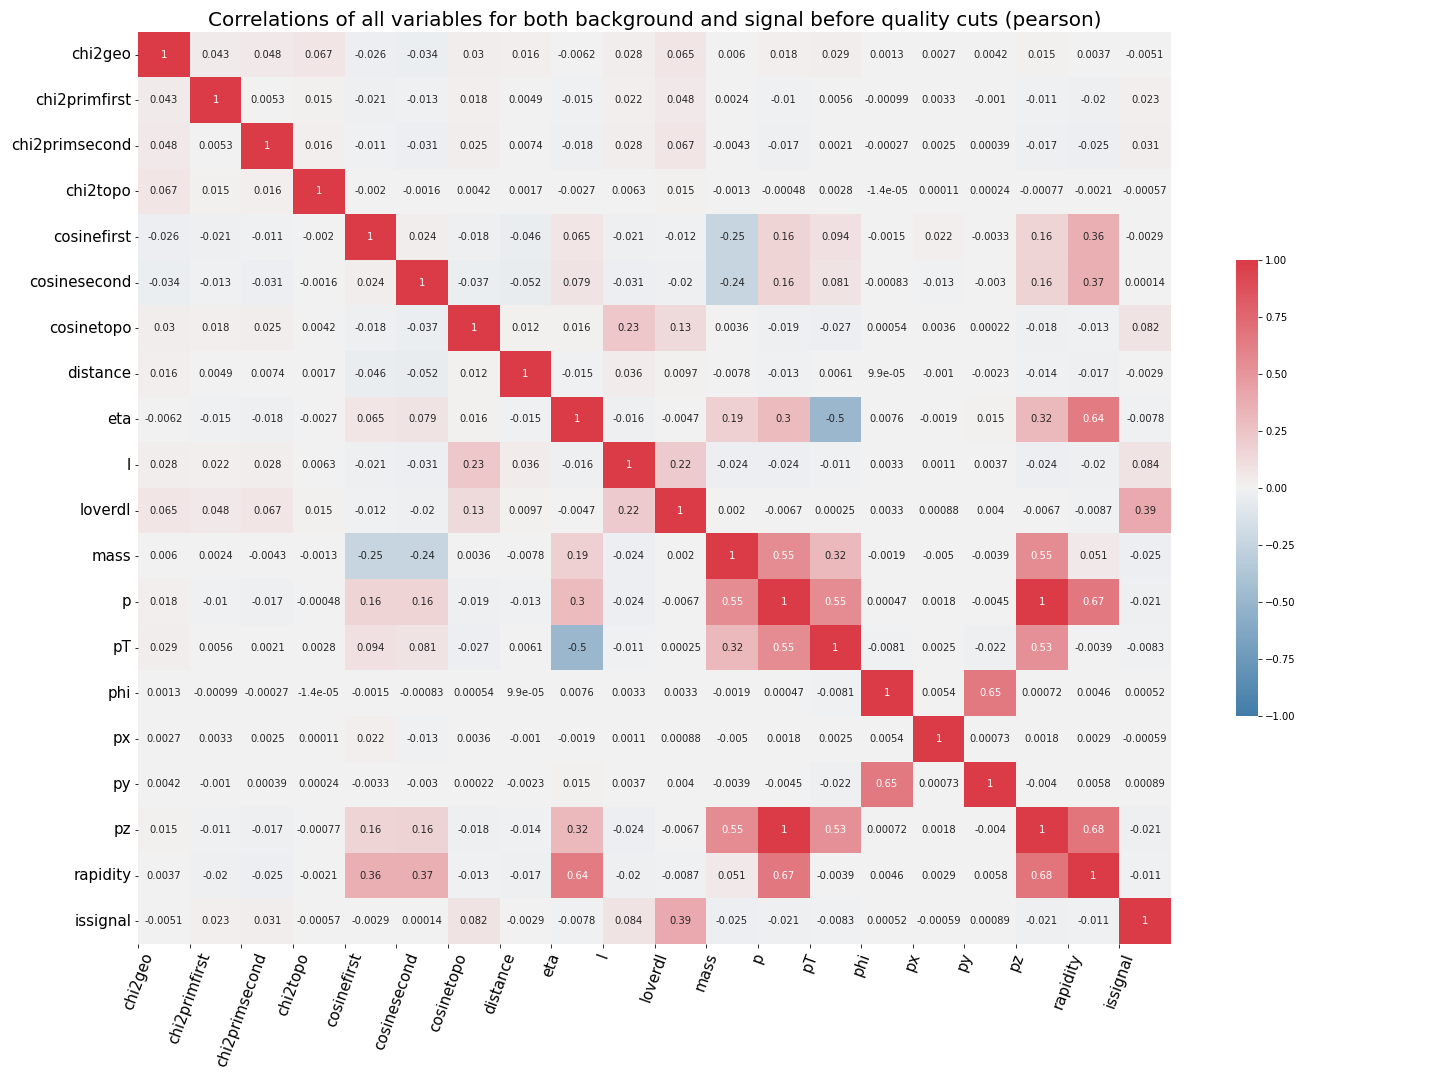 Correlations of all variables for both background and signal before quality cuts (pearson)
chi2geo 1 0.043 0.048 0.067 -0.026 -0.034 0.03 0.016 -0.0062 0.028 0.065 0.006 0.018 0.029 0.0013 0.0027 0.0042 0.015 0.0037 -0.0051
chi2primfirst 0.043 1 0.0053 0.015 -0.021 -0.013 0.018 0.0049 -0.015 0.022 0.048 0.0024 -0.01 0.0056 -0.00099 0.0033 -0.001 -0.011 -0.02 0.023
chi2primsecond 0.048 0.0053 1 0.016 -0.011 -0.031 0.025 0.0074 -0.018 0.028 0.067 -0.0043 -0.017 0.0021 -0.00027 0.0025 0.00039 -0.017 -0.025 0.031
chi2topo 0.067 0.015 0.016 1 -0.002 -0.0016 0.0042 0.0017 -0.0027 0.0063 0.015 -0.0013 -0.00048 0.0028 -1.4e-05 0.00011 0.00024 -0.00077 -0.0021 -0.00057
cosinefirst -0.026 -0.021 -0.011 -0.002 1 0.024 -0.018 -0.046 0.065 -0.021 -0.012 -0.25 0.16 0.094 -0.0015 0.022 -0.0033 0.16 0.36 -0.0029
cosinesecond -0.034 -0.013 -0.031 -0.0016 0.024 1 -0.037 -0.052 0.079 -0.031 -0.02 -0.24 0.16 0.081 -0.00083 -0.013 -0.003 0.16 0.37 0.00014
cosinetopo 0.03 0.018 0.025 0.0042 -0.018 -0.037 1 0.012 0.016 0.23 0.13 0.0036 -0.019 -0.027 0.00054 0.0036 0.00022 -0.018 -0.013 0.082
distance 0.016 0.0049 0.0074 0.0017 -0.046 -0.052 0.012 1 -0.015 0.036 0.0097 -0.0078 -0.013 0.0061 9.9e-05 -0.001 -0.0023 -0.014 -0.017 -0.0029
eta -0.0062 -0.015 -0.018 -0.0027 0.065 0.079 0.016 -0.015 1 -0.016 -0.0047 0.19 0.3 -0.5 0.0076 -0.0019 0.015 0.32 0.64 -0.0078
l 0.028 0.022 0.028 0.0063 -0.021 -0.031 0.23 0.036 -0.016 1 0.22 -0.024 -0.024 -0.011 0.0033 0.0011 0.0037 -0.024 -0.02 0.084
loverdl 0.065 0.048 0.067 0.015 -0.012 -0.02 0.13 0.0097 -0.0047 0.22 1 0.002 -0.0067 0.00025 0.0033 0.00088 0.004 -0.0067 -0.0087 0.39
mass 0.006 0.0024 -0.0043 -0.0013 -0.25 -0.24 0.0036 -0.0078 0.19 -0.024 0.002 1 0.55 0.32 -0.0019 -0.005 -0.0039 0.55 0.051 -0.025
p 0.018 -0.01 -0.017 -0.00048 0.16 0.16 -0.019 -0.013 0.3 -0.024 -0.0067 0.55 1 0.55 0.00047 0.0018 -0.0045 1 0.67 -0.021
pT 0.029 0.0056 0.0021 0.0028 0.094 0.081 -0.027 0.0061 -0.5 -0.011 0.00025 0.32 0.55 1 -0.0081 0.0025 -0.022 0.53 -0.0039 -0.0083
phi 0.0013 -0.00099 -0.00027 -1.4e-05 -0.0015 -0.00083 0.00054 9.9e-05 0.0076 0.0033 0.0033 -0.0019 0.00047 -0.0081 1 0.0054 0.65 0.00072 0.0046 0.00052
px 0.0027 0.0033 0.0025 0.00011 0.022 -0.013 0.0036 -0.001 -0.0019 0.0011 0.00088 -0.005 0.0018 0.0025 0.0054 1 0.00073 0.0018 0.0029 -0.00059
py 0.0042 -0.001 0.00039 0.00024 -0.0033 -0.003 0.00022 -0.0023 0.015 0.0037 0.004 -0.0039 -0.0045 -0.022 0.65 0.00073 1 -0.004 0.0058 0.00089
pz 0.015 -0.011 -0.017 -0.00077 0.16 0.16 -0.018 -0.014 0.32 -0.024 -0.0067 0.55 1 0.53 0.00072 0.0018 -0.004 1 0.68 -0.021
rapidity 0.0037 -0.02 -0.025 -0.0021 0.36 0.37 -0.013 -0.017 0.64 -0.02 -0.0087 0.051 0.67 -0.0039 0.0046 0.0029 0.0058 0.68 1 -0.011
issignal -0.0051 0.023 0.031 -0.00057 -0.0029 0.00014 0.082 -0.0029 -0.0078 0.084 0.39 -0.025 -0.021 -0.0083 0.00052 -0.00059 0.00089 -0.021 -0.011 1
chi2geo chi2primfirst chi2primsecond chi2topo cosinefirst cosinesecond cosinetopo distance eta l loverdl mass p pT phi px py pz rapidity issignal
1.00
0.75
0.50
0.25
0.00
−0.25
−0.50
−0.75
−1.00